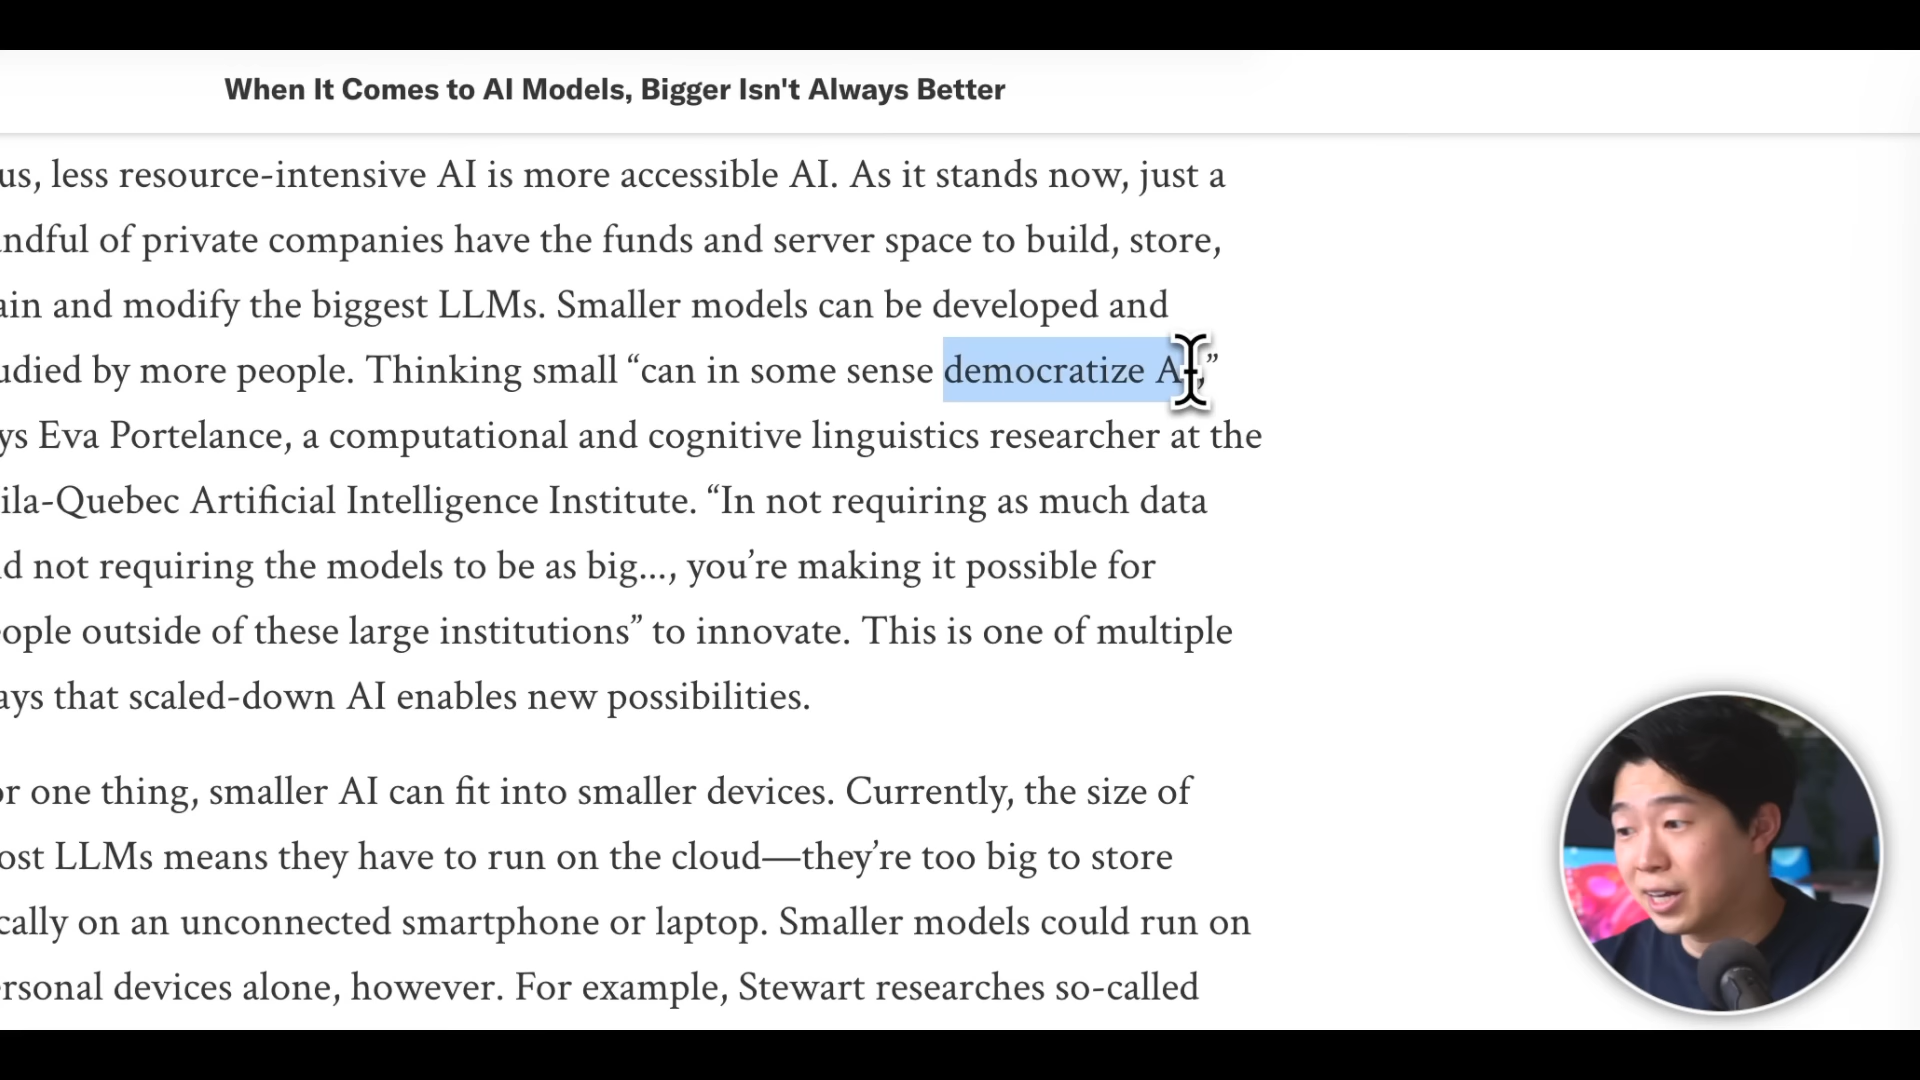 When It Comes to AI Models, Bigger Isn't Always Better
us, less resource-intensive AI is more accessible AI. As it stands now, just a
ndful of private companies have the funds and server space to build, store,
ain and modify the biggest LLMs. Smaller models can be developed and
udied by more people. Thinking small “can in some sense democratize AI,”
ys Eva Portelance, a computational and cognitive linguistics researcher at the
ila-Quebec Artificial Intelligence Institute. “In not requiring as much data
d not requiring the models to be as big..., you’re making it possible for
ople outside of these large institutions” to innovate. This is one of multiple
ays that scaled-down AI enables new possibilities.
or one thing, smaller AI can fit into smaller devices. Currently, the size of
ost LLMs means they have to run on the cloud—they’re too big to store
cally on an unconnected smartphone or laptop. Smaller models could run on
ersonal devices alone, however. For example, Stewart researches so-called